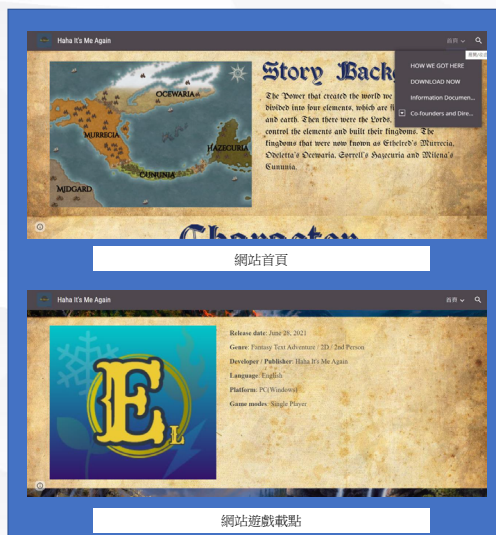 Haha It's Me Again
首頁
HOW WE GOT HERE
DOWNLOAD NOW
Information Documen...
Co-founders and Dire...
OCEWARIA
MURRECIA
HAZECURIA
CUNUNIA
MIDGARD
Story Back
The Power that created the world we
divided into four elements, which are
and earth. Then there were the Lords,
control the elements and built their kingdoms. The
kingdoms that were now known as Ethelred's Murrecia,
Odeletta's Ocewaria, Sorrell's Hazecuria and Milena's
Cununia.
Character
網站首頁
Haha It's Me Again
首頁
E
L
Release date: June 28, 2021
Genre: Fantasy Text Adventure / 2D / 2nd Person
Developer / Publisher: Haha It's Me Again
Language: English
Platform: PC(Windows)
Game modes: Single Player
網站遊戲載點